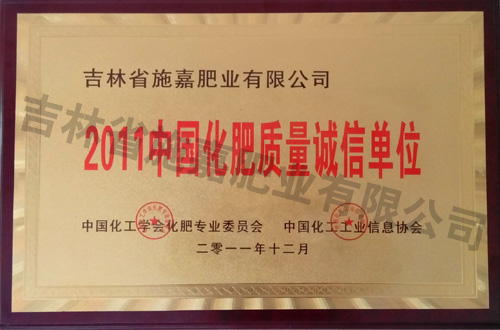 吉林省施嘉肥业有限公司
2011中国化肥质量诚信单位
吉林省施嘉肥业有限公司
中国化工学会化肥专业委员会 中国化工工业信息协会
二零一一年十二月